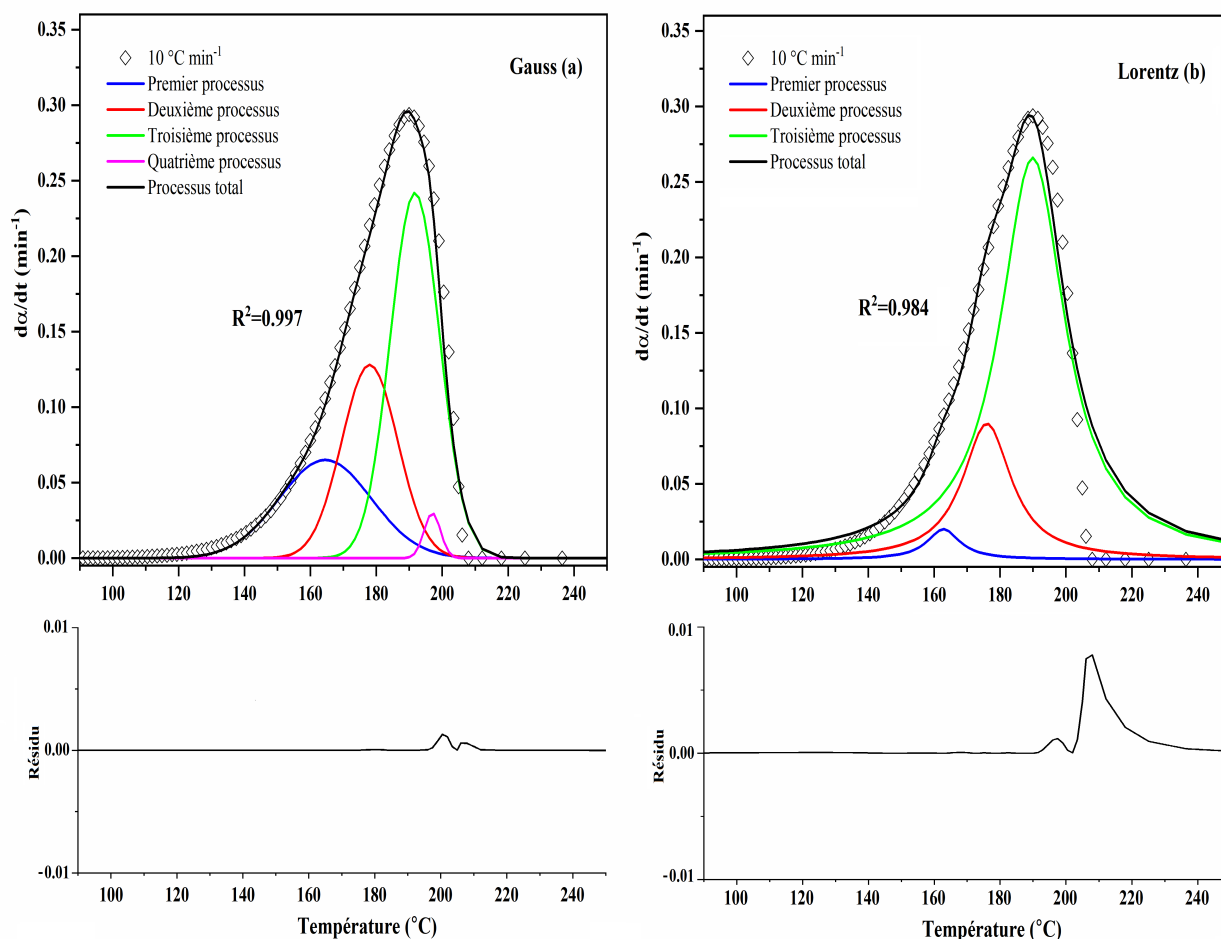 0.35
0.30
0.25
0.20
0.15
0.10
0.05
0.00
dα/dt (min⁻¹)
10 °C min⁻¹
Premier processus
Deuxième processus
Troisième processus
Quatrième processus
Processus total
Gauss (a)
R²=0.997
100 120 140 160 180 200 220 240
0.01
0.00
-0.01
Résidu
100 120 140 160 180 200 220 240
Température (°C)
0.35
0.30
0.25
0.20
0.15
0.10
0.05
0.00
dα/dt (min⁻¹)
10 °C min⁻¹
Premier processus
Deuxième processus
Troisième processus
Processus total
Lorentz (b)
R²=0.984
100 120 140 160 180 200 220 240
0.01
0.00
-0.01
Résidu
100 120 140 160 180 200 220 240
Température (°C)